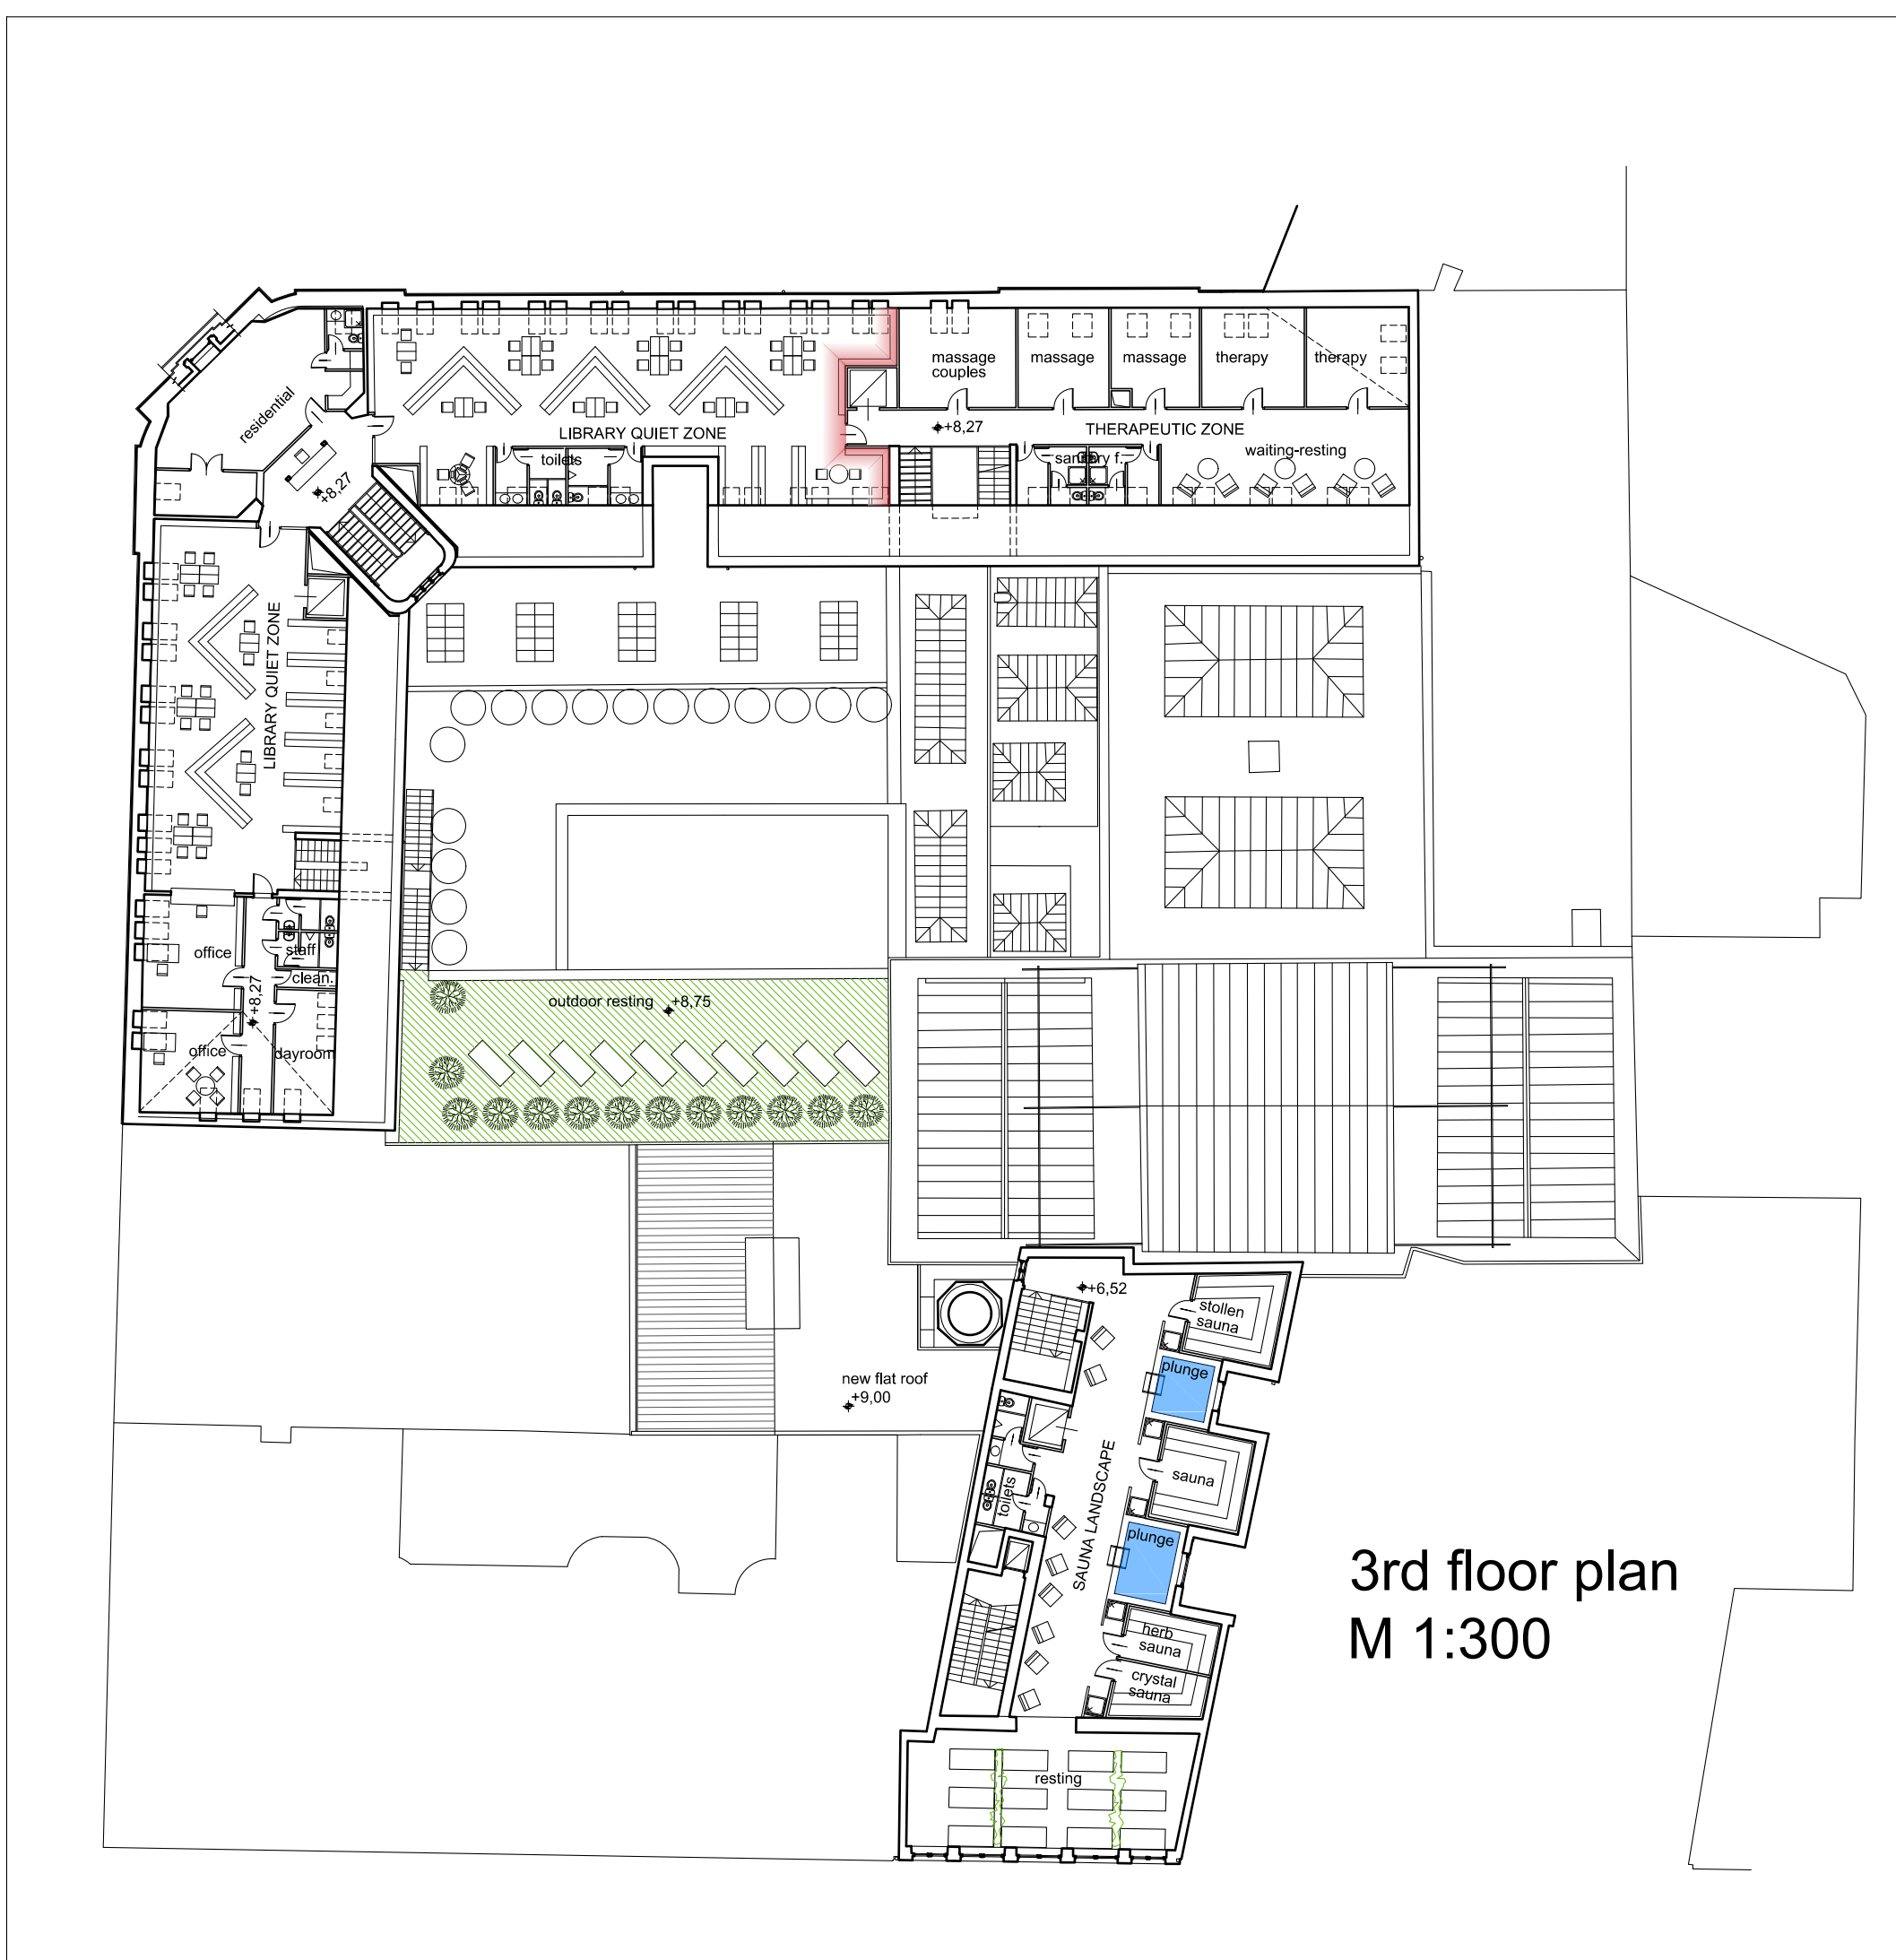 massage
couples
massage
massage
therapy
therapy
residential
LIBRARY QUIET ZONE
+8,27
THERAPEUTIC ZONE
toilets
sanitary f.
waiting-resting
+8,27
LIBRARY QUIET ZONE
office
staff
clean.
+8,27
office
dayroom
outdoor resting
+8,75
+6,52
stollen
sauna
plunge
new flat roof
+9,00
SAUNA LANDSCAPE
sauna
toilets
plunge
herb
sauna
crystal
sauna
resting
3rd floor plan
M 1:300